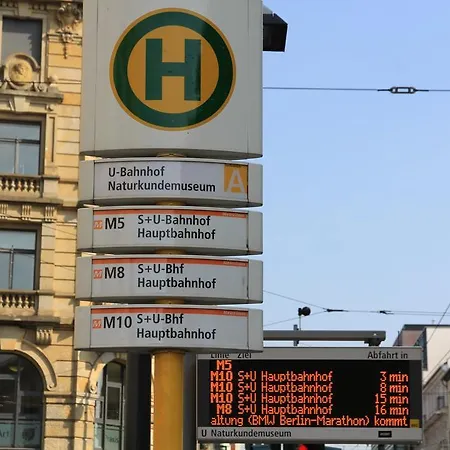 H
U-Bahnhof
Naturkundemuseum
A
M5 S+U-Bahnhof
Hauptbahnhof
M8 S+U-Bhf
Hauptbahnhof
M10 S+U-Bhf
Hauptbahnhof
Linie Ziel Abfahrt in
M5
M10 S+U Hauptbahnhof 3 min
M10 S+U Hauptbahnhof 8 min
M10 S+U Hauptbahnhof 15 min
M8 S+U Hauptbahnhof 16 min
altung (BMW Berlin-Marathon) kommt
U Naturkundemuseum